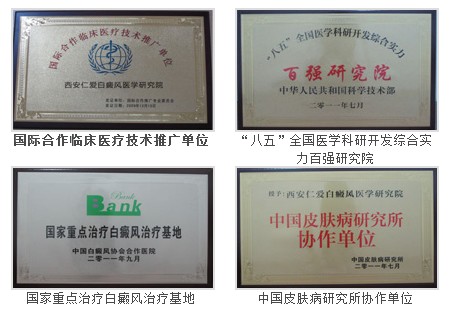 国际合作临床医疗技术推广单位
西安仁爱白癜风医学研究院
国际合作临床医疗技术推广单位
“八五”全国医学科研开发综合实力
百强研究院
中华人民共和国科学技术部
二〇一一年七月
“八五”全国医学科研开发综合实
力百强研究院
Bank
Bank
国家重点治疗白癜风治疗基地
中国白癜风协会合作医院
二〇一一年九月
国家重点治疗白癜风治疗基地
授予:西安仁爱白癜风医学研究院
中国皮肤病研究所
协作单位
中国皮肤病研究所
二〇一一年七月
中国皮肤病研究所协作单位